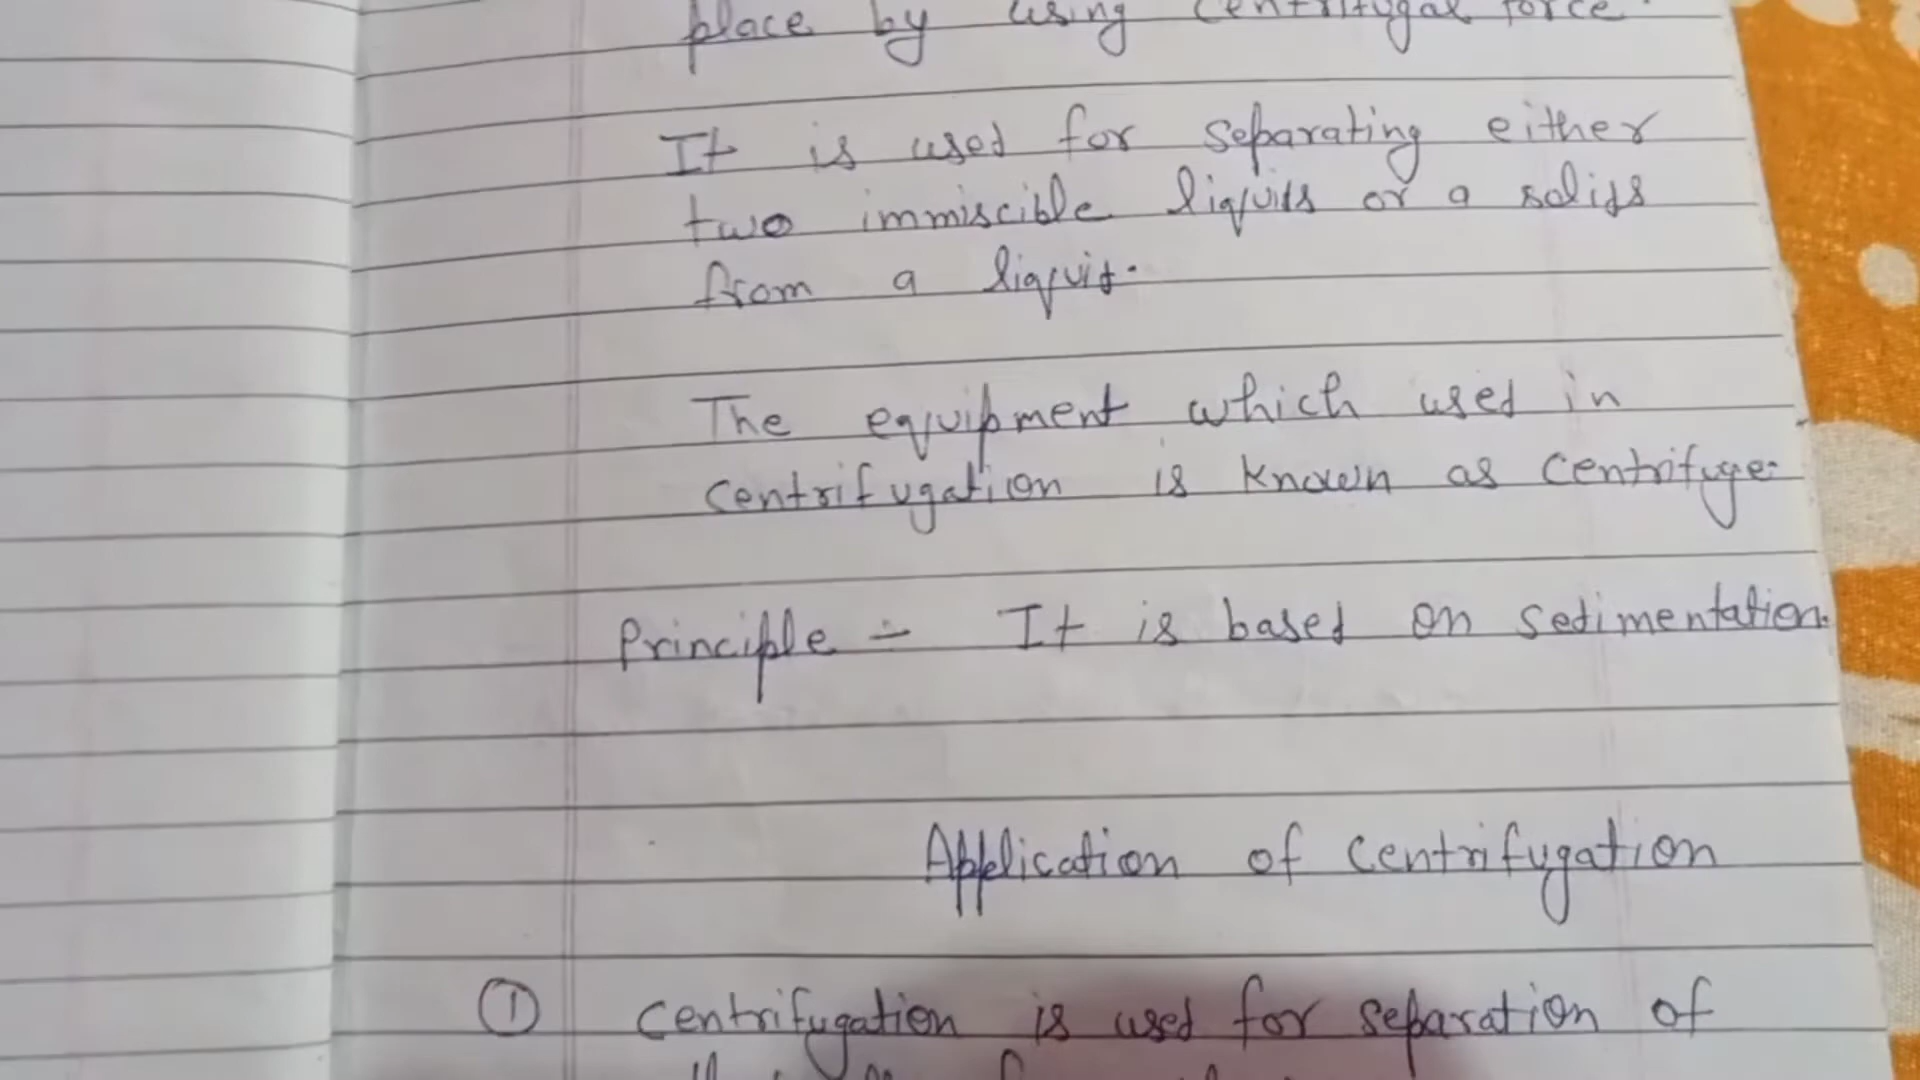 place by using centrifugal force.
It is used for separating either
two immiscible liquids or a solids
from a liquid.
The equipment which used in
centrifugation is known as centrifuge.
Principle - It is based on sedimentation.
Application of centrifugation
① centrifugation is used for separation of